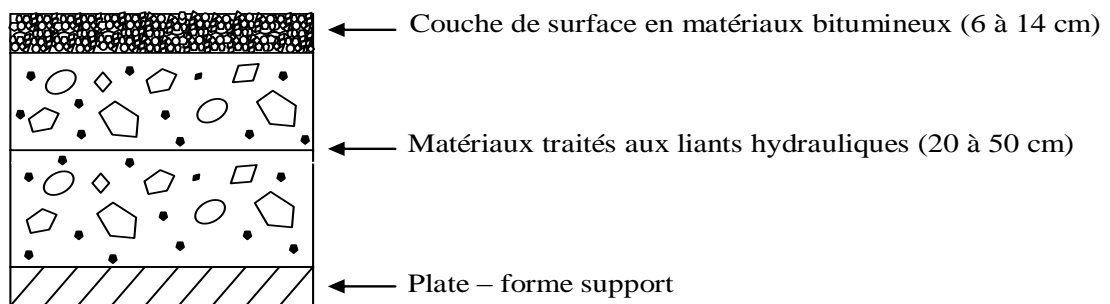 Couche de surface en matériaux bitumineux (6 à 14 cm)
Matériaux traités aux liants hydrauliques (20 à 50 cm)
Plate – forme support